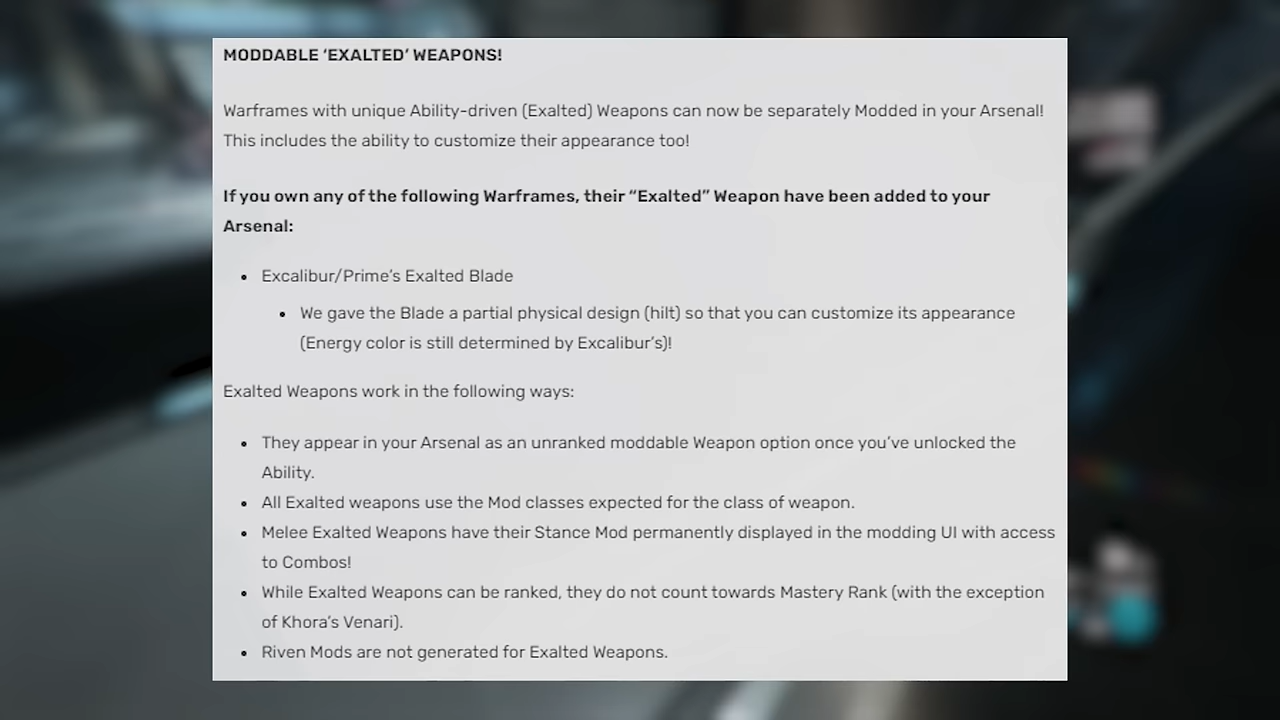 MODDABLE ‘EXALTED’ WEAPONS!
Warframes with unique Ability-driven (Exalted) Weapons can now be separately Modded in your Arsenal!
This includes the ability to customize their appearance too!
If you own any of the following Warframes, their “Exalted” Weapon have been added to your
Arsenal:
• Excalibur/Prime’s Exalted Blade
• We gave the Blade a partial physical design (hilt) so that you can customize its appearance
(Energy color is still determined by Excalibur’s)!
Exalted Weapons work in the following ways:
• They appear in your Arsenal as an unranked moddable Weapon option once you’ve unlocked the
Ability.
• All Exalted weapons use the Mod classes expected for the class of weapon.
• Melee Exalted Weapons have their Stance Mod permanently displayed in the modding UI with access
to Combos!
• While Exalted Weapons can be ranked, they do not count towards Mastery Rank (with the exception
of Khora’s Venari).
• Riven Mods are not generated for Exalted Weapons.